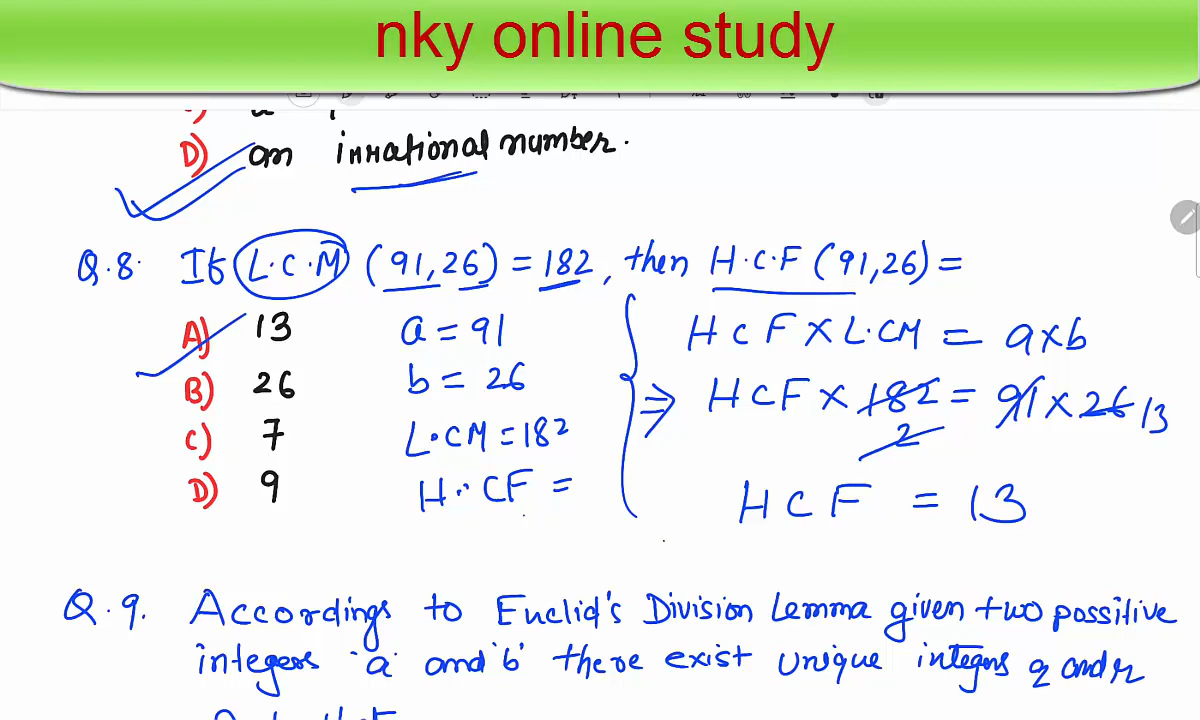 nky online study
D) an irrational number.
Q.8. If L.C.M (91,26) = 182, then H.C.F (91,26) =
A) 13
B) 26
C) 7
D) 9
a = 91
b = 26
L.CM = 182
H.CF =
HCF X L.CM = axb
⇒ HCF X 182 = 91 X 26 13
2
HCF = 13
Q.9. Accordings to Euclid's Division Lemma given two possitive
integers 'a' and 'b' there exist unique integers q and r